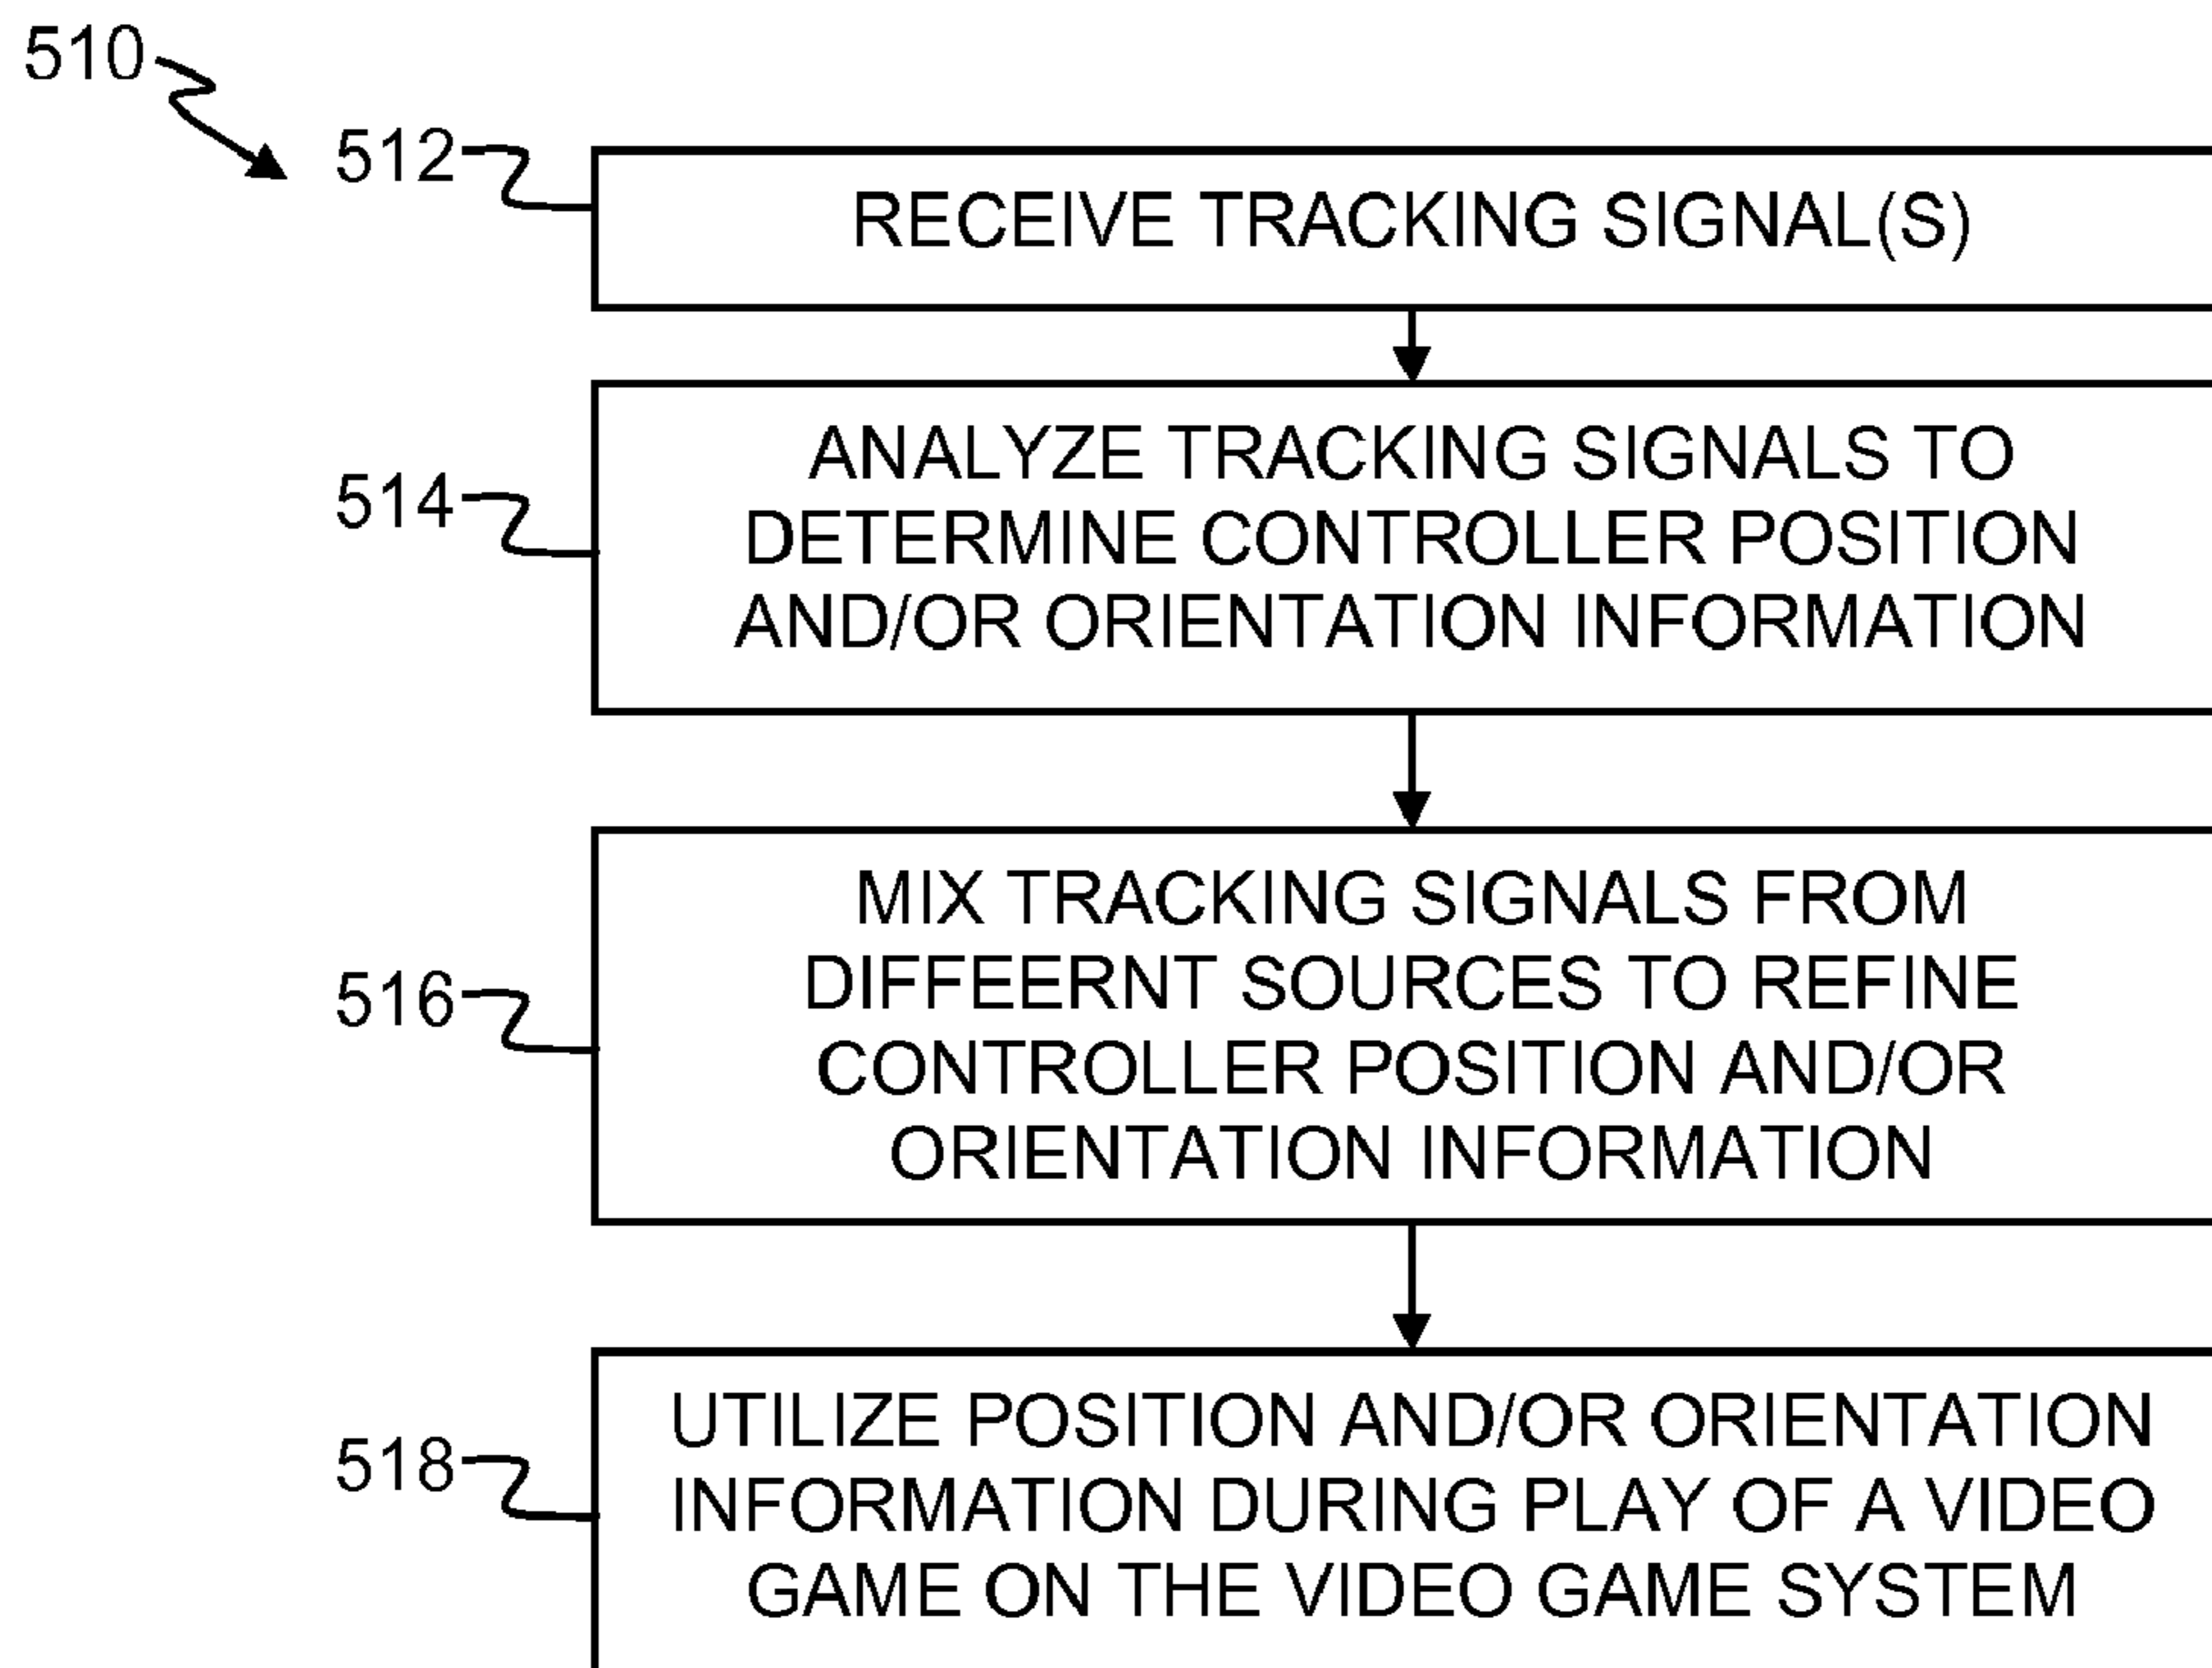 510
512
RECEIVE TRACKING SIGNAL(S)
514
ANALYZE TRACKING SIGNALS TO
DETERMINE CONTROLLER POSITION
AND/OR ORIENTATION INFORMATION
516
MIX TRACKING SIGNALS FROM
DIFFEERNT SOURCES TO REFINE
CONTROLLER POSITION AND/OR
ORIENTATION INFORMATION
518
UTILIZE POSITION AND/OR ORIENTATION
INFORMATION DURING PLAY OF A VIDEO
GAME ON THE VIDEO GAME SYSTEM